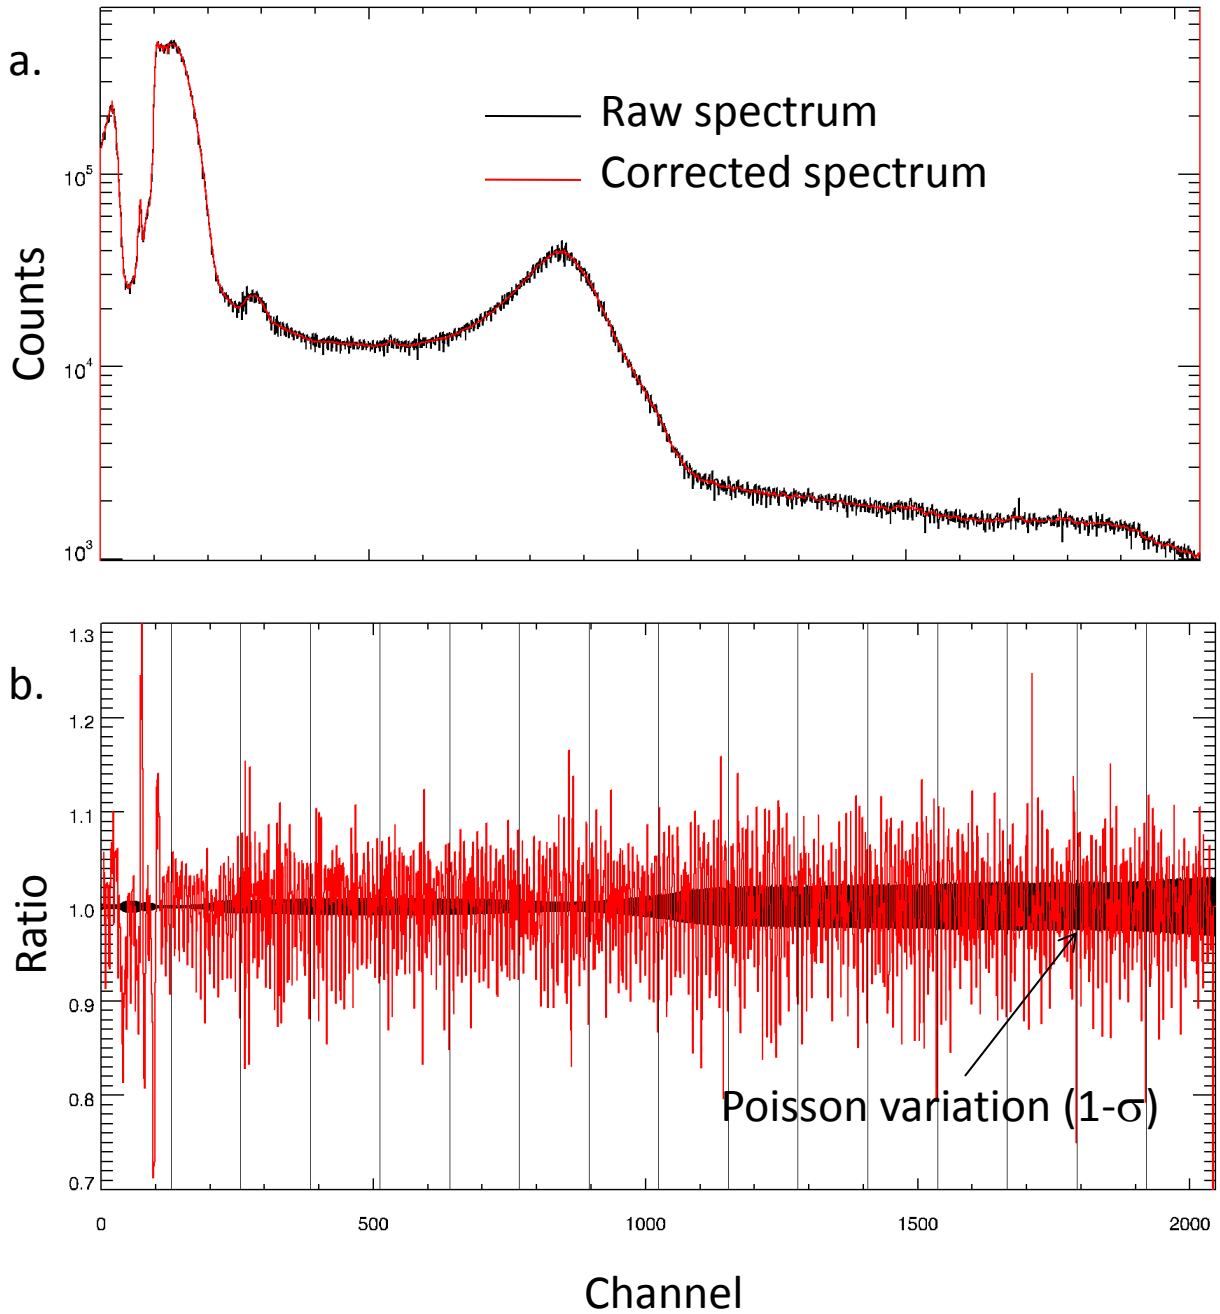 a.
Raw spectrum
Corrected spectrum
10^5
10^4
10^3
Counts
b.
1.3
1.2
1.1
1.0
0.9
0.8
0.7
Ratio
Poisson variation (1-σ)
0 500 1000 1500 2000
Channel